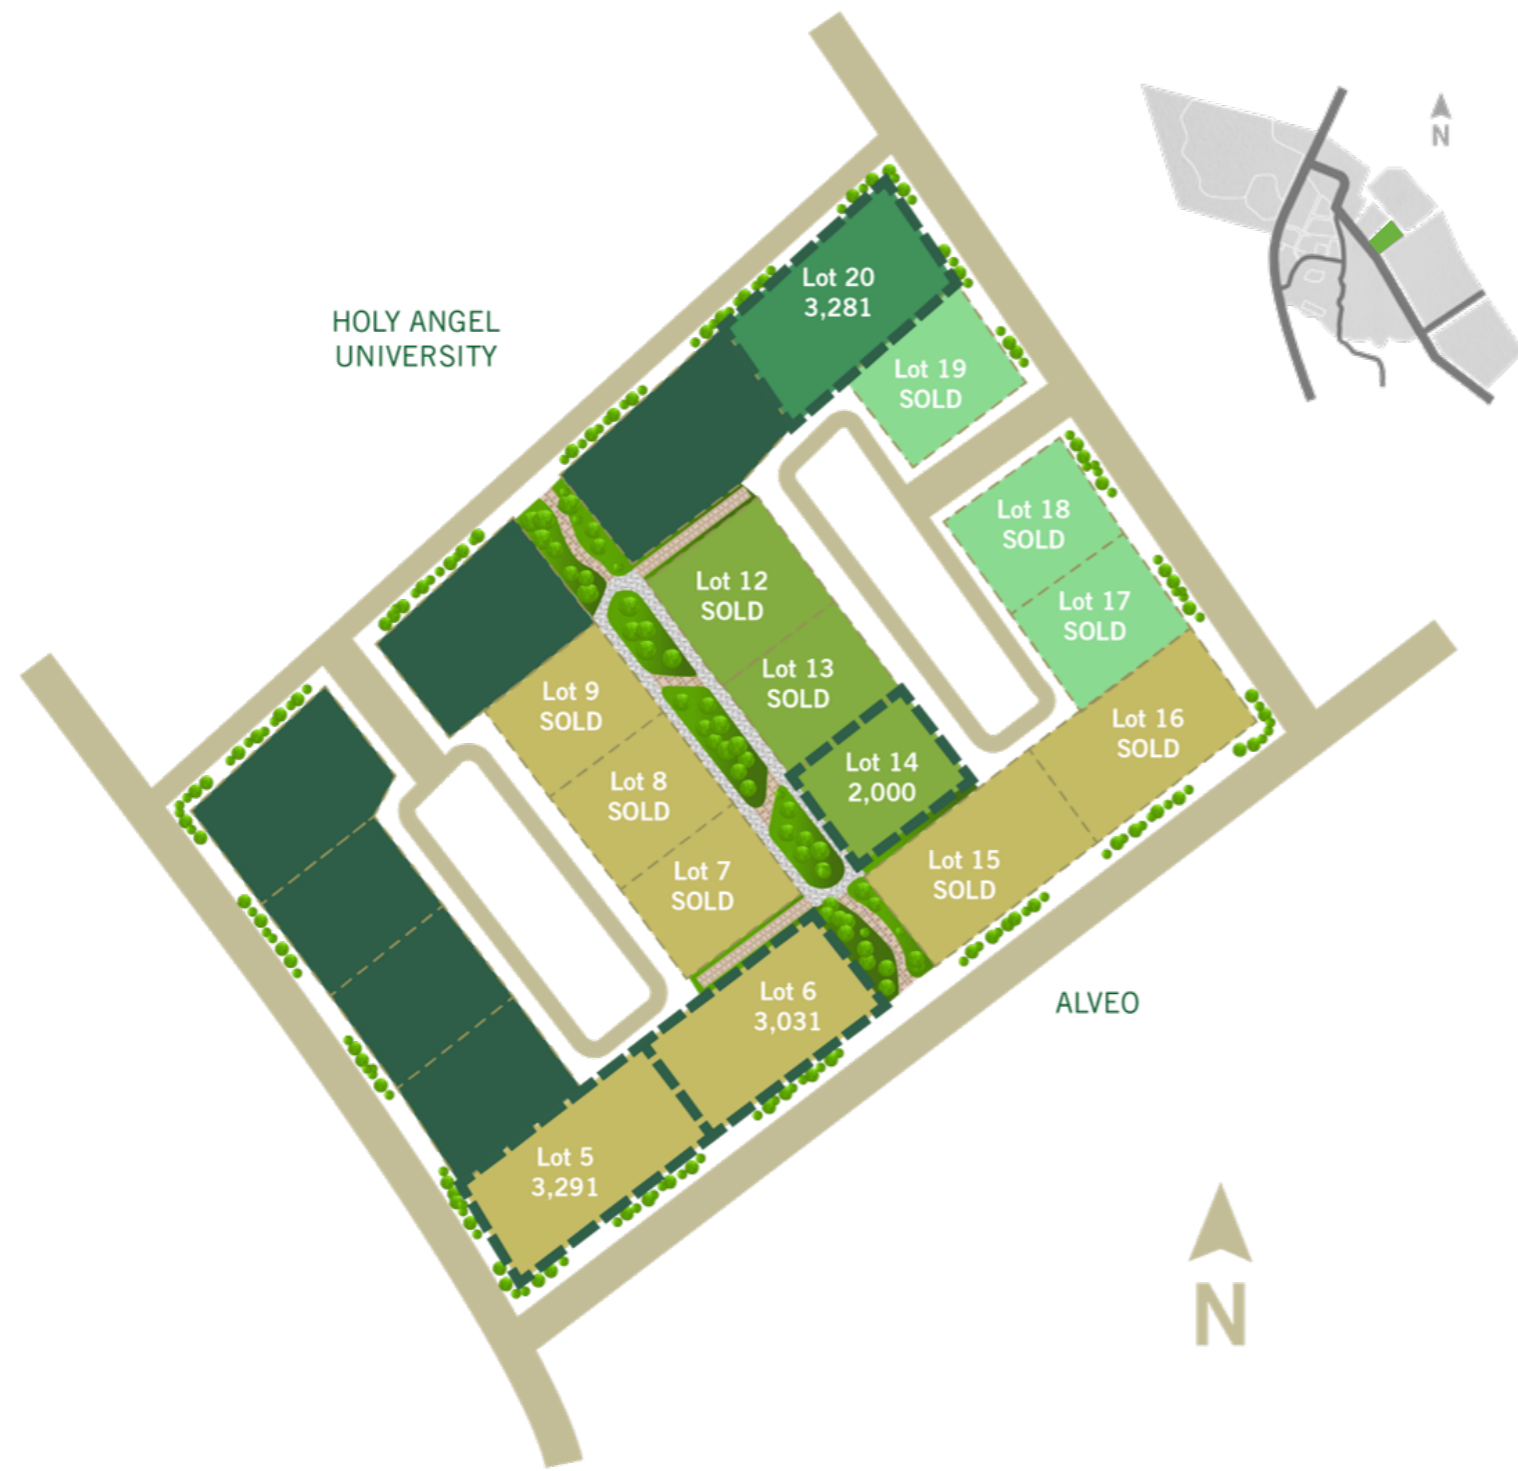 N
HOLY ANGEL
UNIVERSITY
Lot 20
3,281
Lot 19
SOLD
Lot 18
SOLD
Lot 17
SOLD
Lot 12
SOLD
Lot 13
SOLD
Lot 9
SOLD
Lot 16
SOLD
Lot 14
2,000
Lot 8
SOLD
Lot 15
SOLD
Lot 7
SOLD
Lot 6
3,031
ALVEO
Lot 5
3,291
N